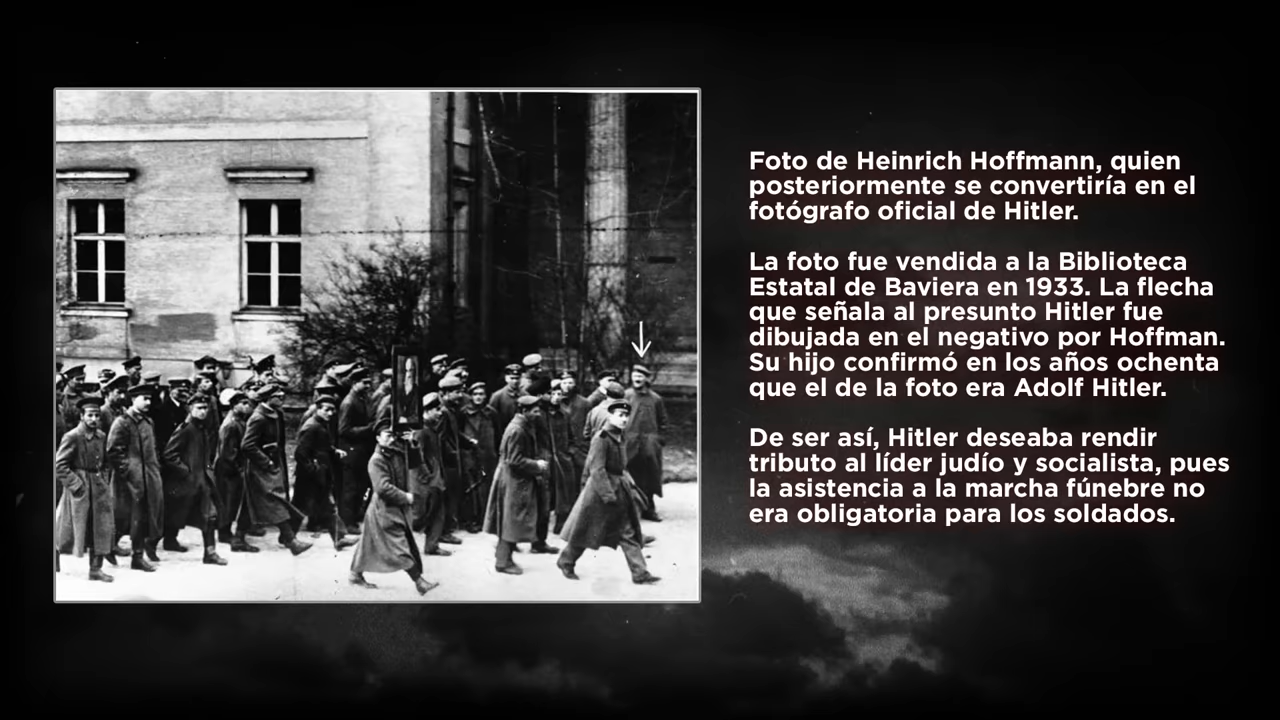 Foto de Heinrich Hoffmann, quien
posteriormente se convertiría en el
fotógrafo oficial de Hitler.
La foto fue vendida a la Biblioteca
Estatal de Baviera en 1933. La flecha
que señala al presunto Hitler fue
dibujada en el negativo por Hoffman.
Su hijo confirmó en los años ochenta
que el de la foto era Adolf Hitler.
De ser así, Hitler deseaba rendir
tributo al líder judío y socialista, pues
la asistencia a la marcha fúnebre no
era obligatoria para los soldados.